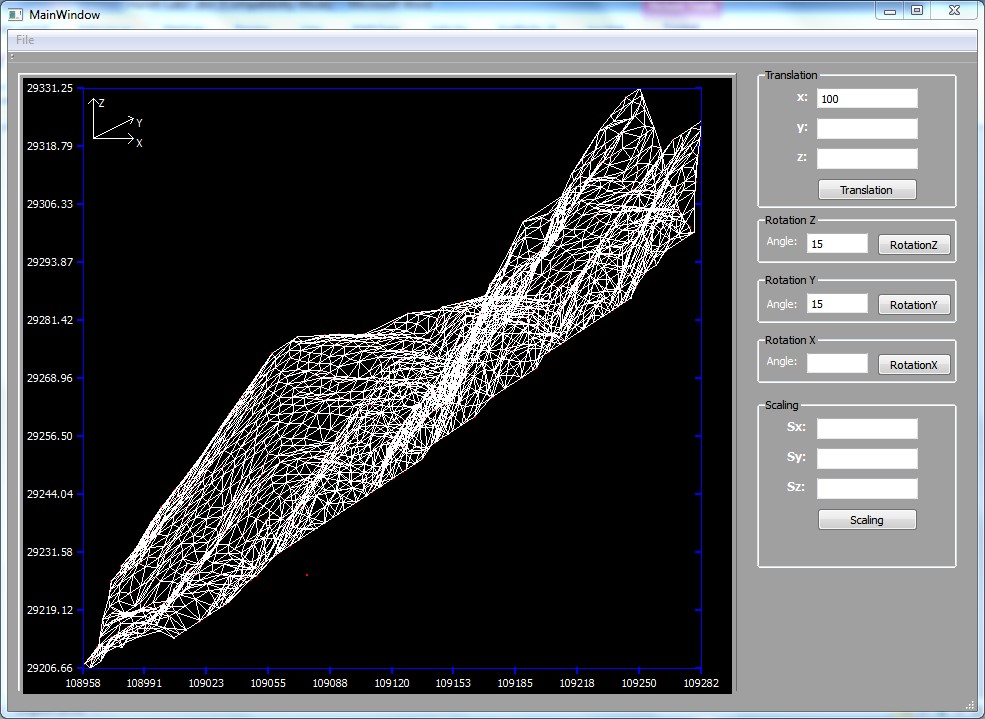 MainWindow
File
29331.25
29318.79
29306.33
29293.87
29281.42
29268.96
29256.50
29244.04
29231.58
29219.12
29206.66
Z
Y
X
108958 108991 109023 109055 109088 109120 109153 109185 109218 109250 109282
Translation
x: 100
y:
z:
Translation
Rotation Z
Angle: 15 RotationZ
Rotation Y
Angle: 15 RotationY
Rotation X
Angle: RotationX
Scaling
Sx:
Sy:
Sz:
Scaling